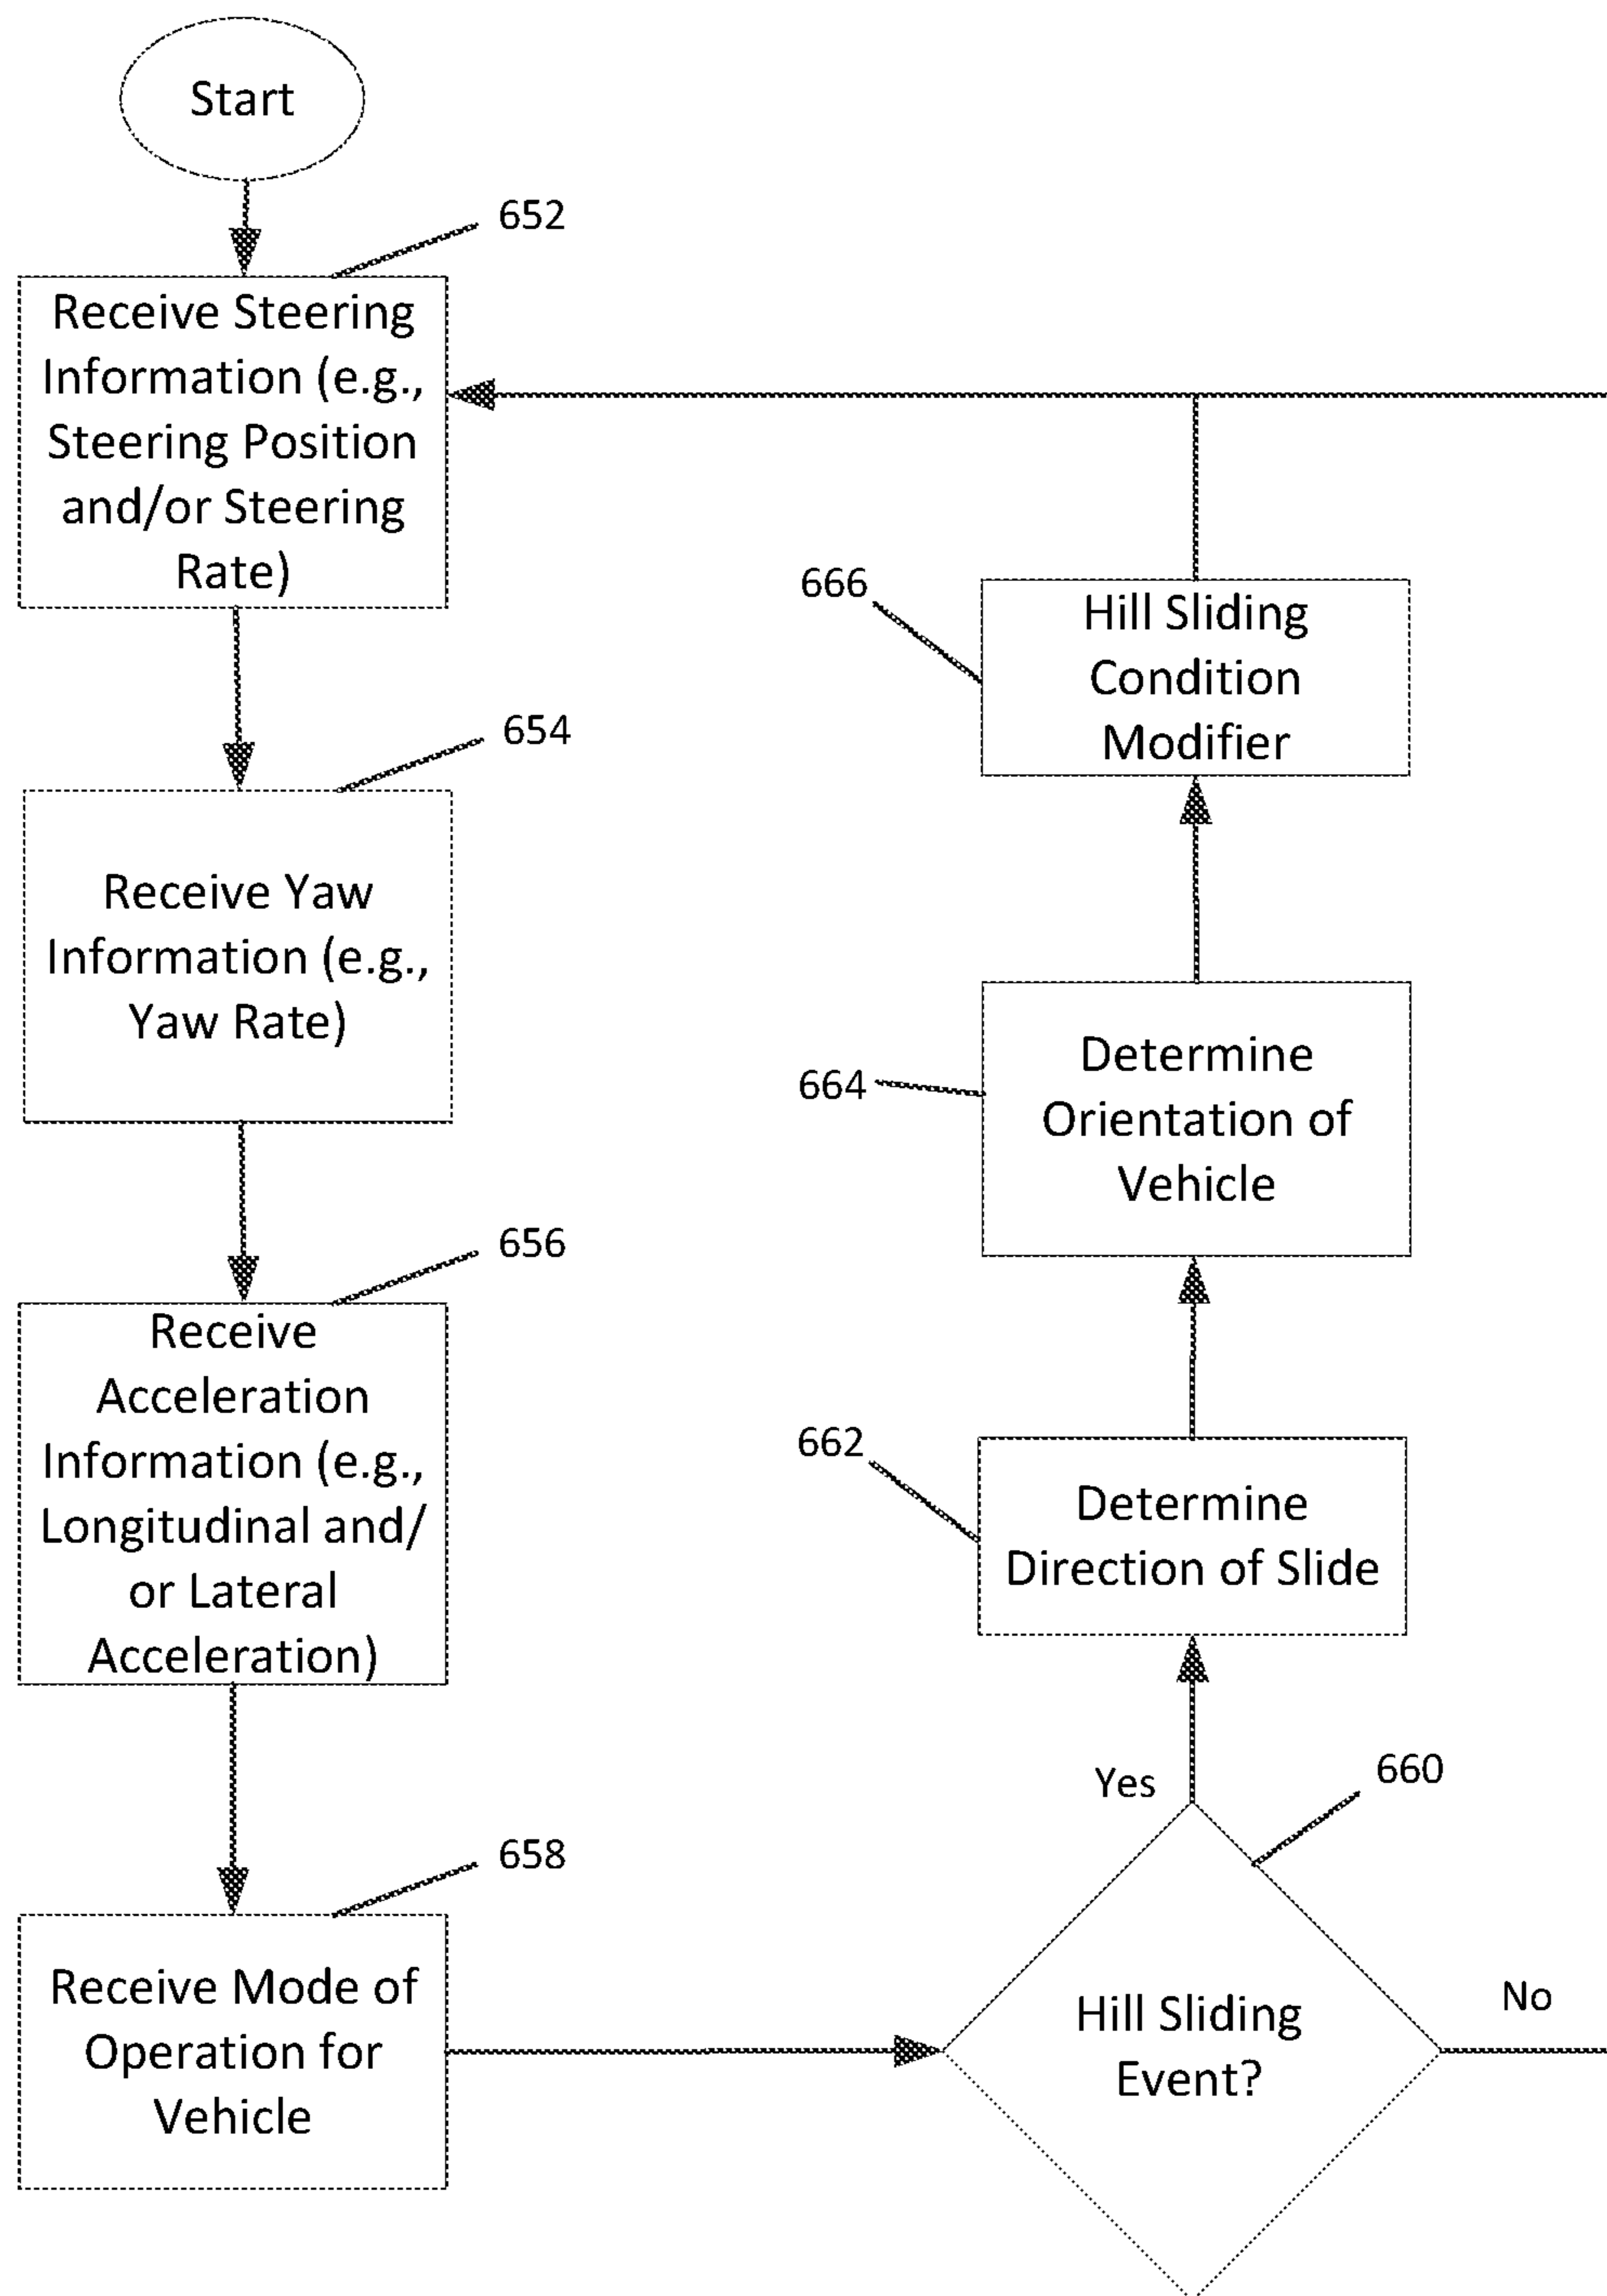 Start
652
Receive Steering
Information (e.g.,
Steering Position
and/or Steering
Rate)
654
Receive Yaw
Information (e.g.,
Yaw Rate)
656
Receive
Acceleration
Information (e.g.,
Longitudinal and/
or Lateral
Acceleration)
658
Receive Mode of
Operation for
Vehicle
660
Hill Sliding
Event?
Yes
No
662
Determine
Direction of Slide
664
Determine
Orientation of
Vehicle
666
Hill Sliding
Condition
Modifier